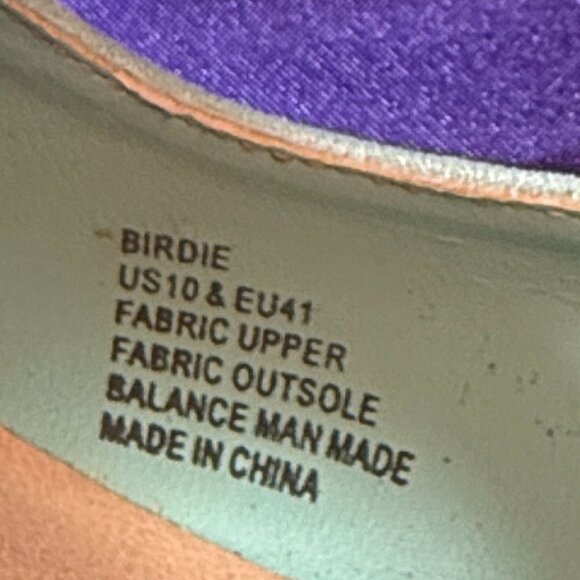 BIRDIE
US10 & EU41
FABRIC UPPER
FABRIC OUTSOLE
BALANCE MAN MADE
MADE IN CHINA